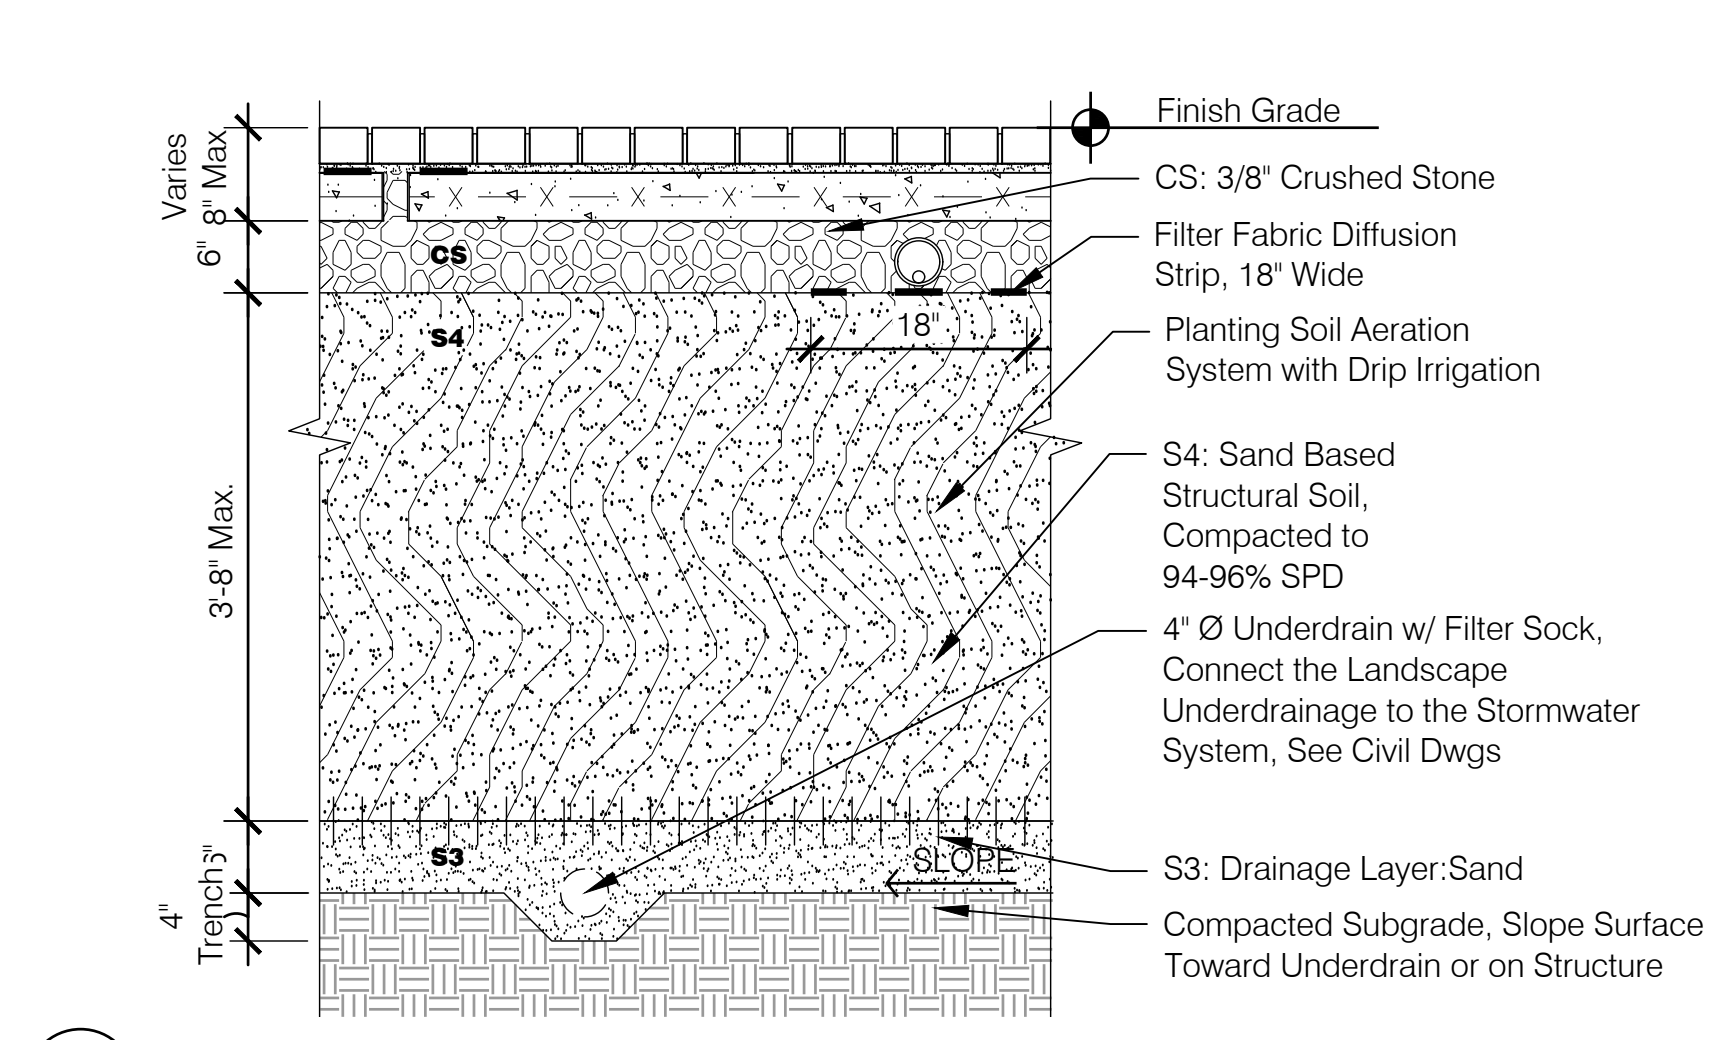 Finish Grade
CS: 3/8" Crushed Stone
Filter Fabric Diffusion
Strip, 18" Wide
Planting Soil Aeration
System with Drip Irrigation
S4: Sand Based
Structural Soil,
Compacted to
94-96% SPD
4" Ø Underdrain w/ Filter Sock,
Connect the Landscape
Underdrainage to the Stormwater
System, See Civil Dwgs
S3: Drainage Layer:Sand
Compacted Subgrade, Slope Surface
Toward Underdrain or on Structure
Varies
8" Max
6"
3'-8" Max.
4"
Trench
CS
S4
18"
S3
SLOPE